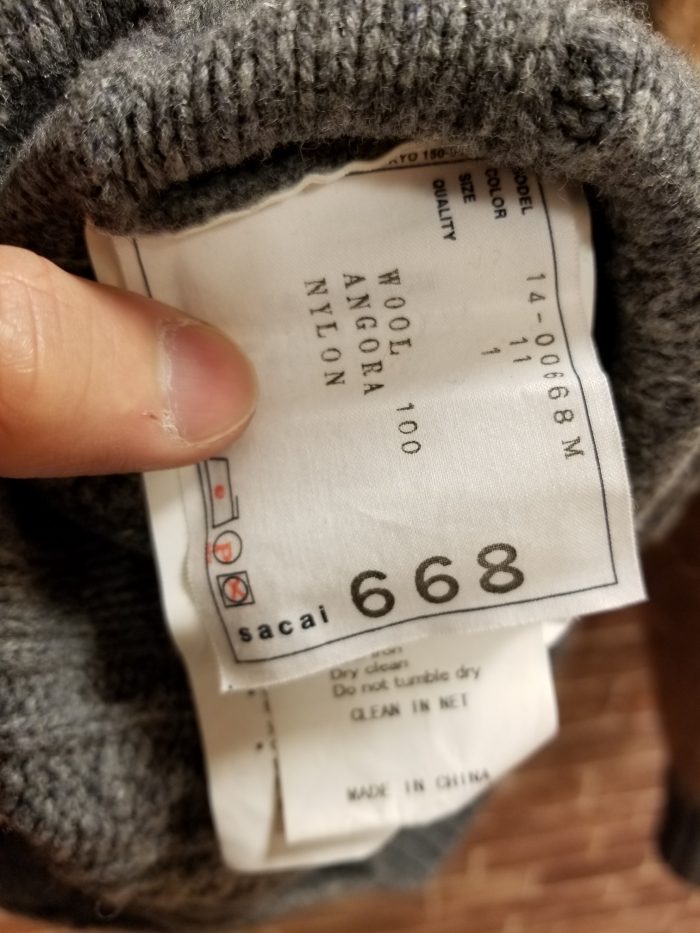 MODEL 14-00668M
COLOR 11
SIZE 1
QUALITY
WOOL 100
ANGORA
NYLON
P
sacai 668
Dry clean
Do not tumble dry
CLEAN IN NET
MADE IN CHINA